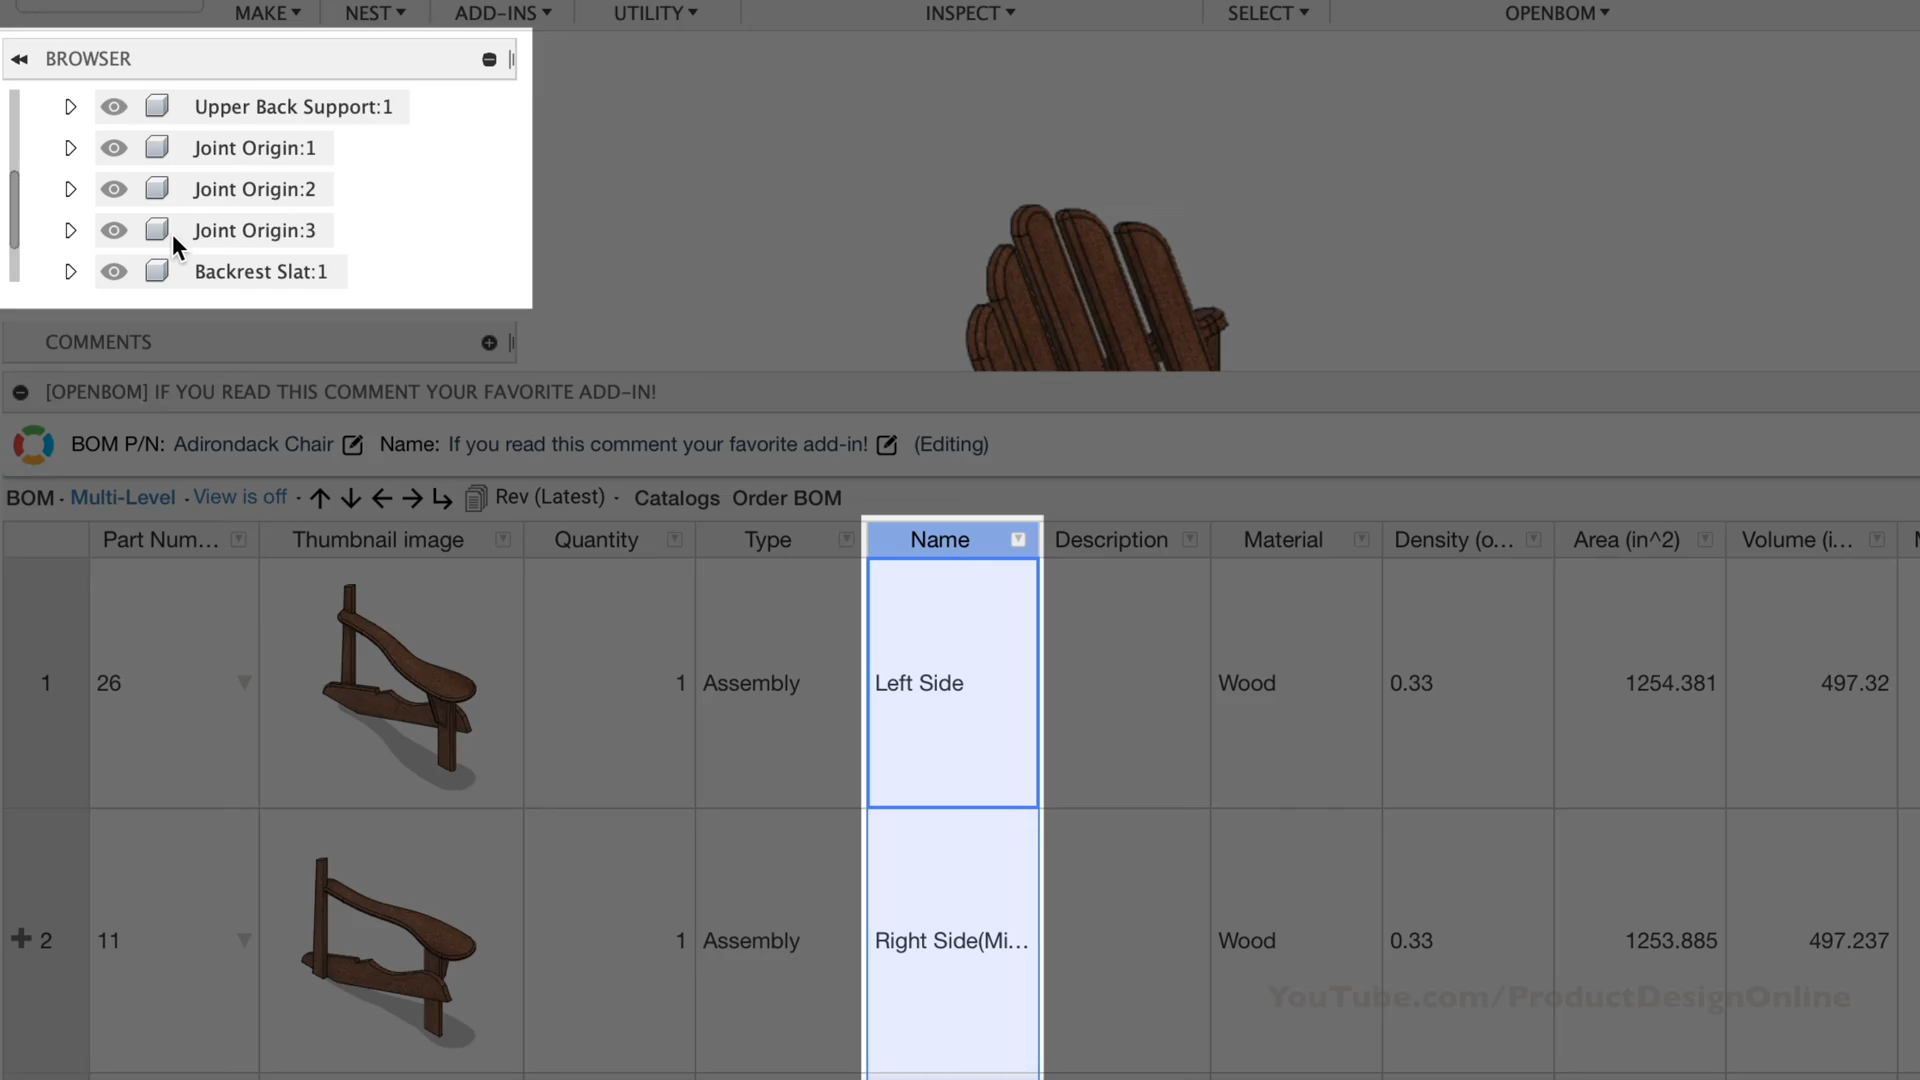 MAKE▾ NEST▾ ADD-INS▾ UTILITY▾ INSPECT▾ SELECT▾ OPENBOM▾
BROWSER
Upper Back Support:1
Joint Origin:1
Joint Origin:2
Joint Origin:3
Backrest Slat:1
COMMENTS
[OPENBOM] IF YOU READ THIS COMMENT YOUR FAVORITE ADD-IN!
BOM P/N: Adirondack Chair Name: If you read this comment your favorite add-in! (Editing)
BOM · Multi-Level · View is off · ↑ ↓ ← → ↳ Rev (Latest) · Catalogs Order BOM
Part Num... Thumbnail image Quantity Type Name Description Material Density (o... Area (in^2) Volume (i...
1 26 1 Assembly Left Side Wood 0.33 1254.381 497.32
2 11 1 Assembly Right Side(Mi... Wood 0.33 1253.885 497.237
YouTube.com/ProductDesignOnline